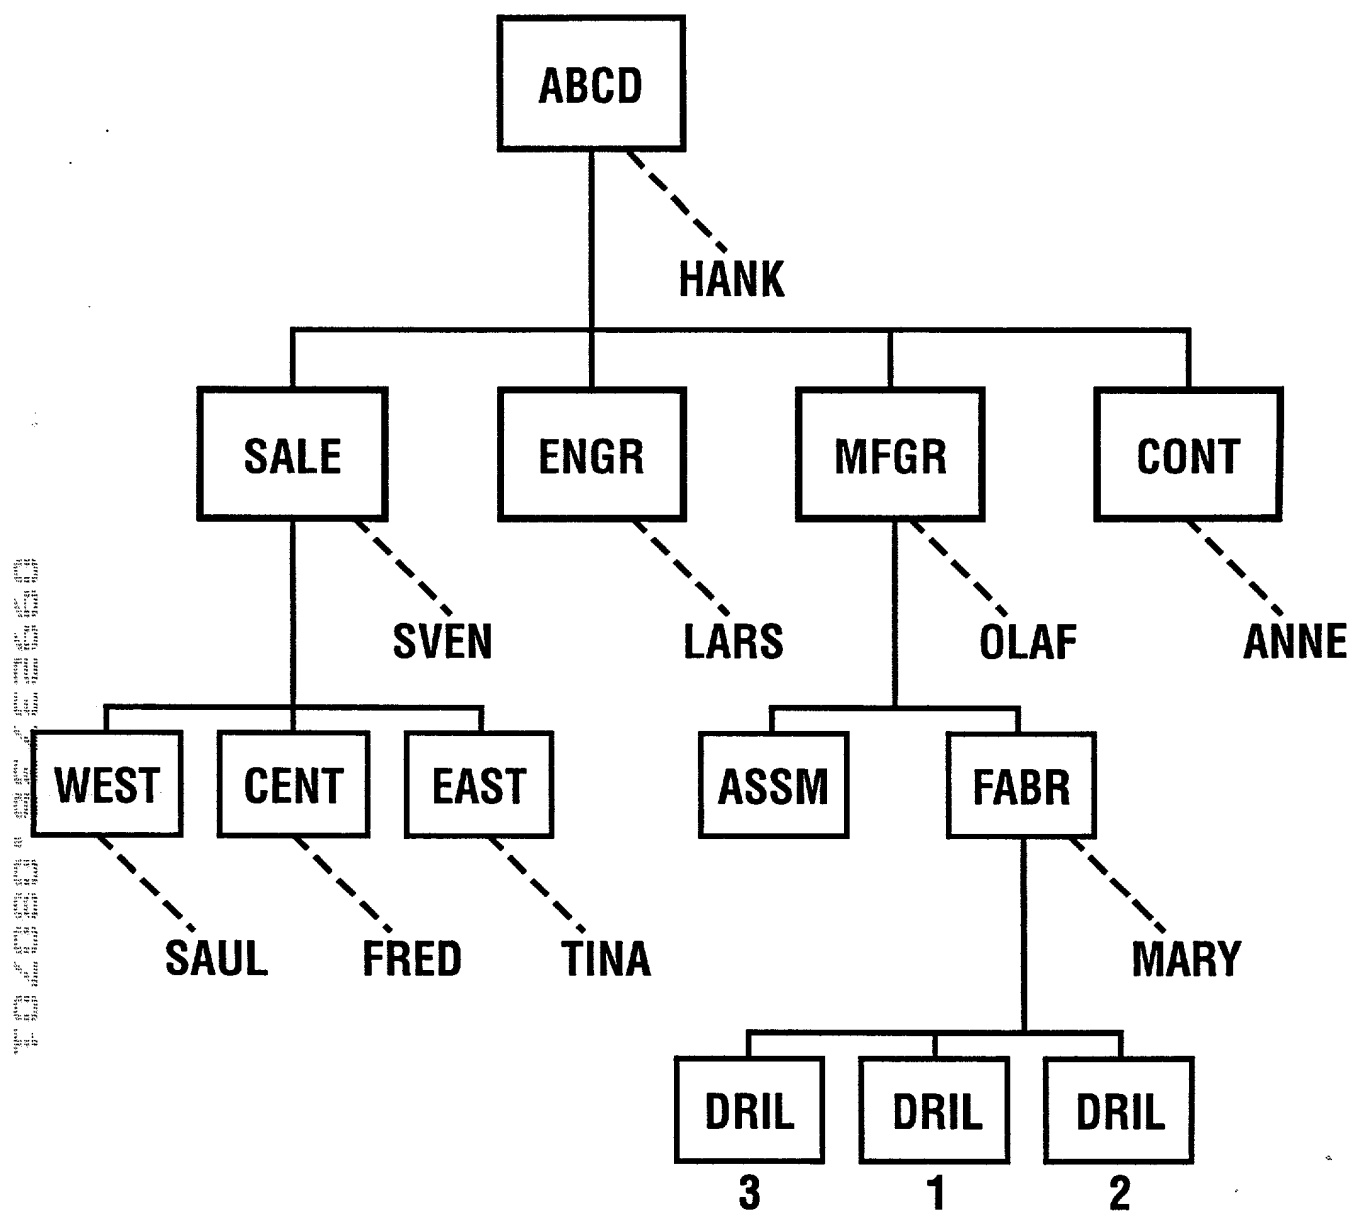 ABCD
HANK
SALE ENGR MFGR CONT
SVEN LARS OLAF ANNE
WEST CENT EAST ASSM FABR
SAUL FRED TINA MARY
DRIL DRIL DRIL
3 1 2